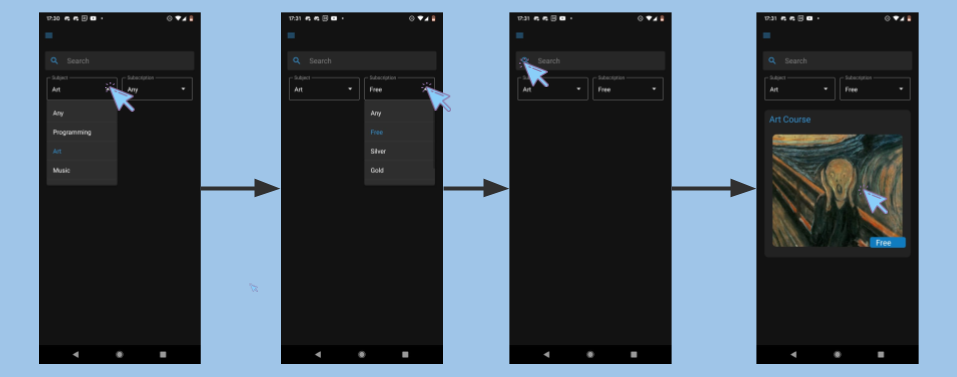 17:30
Search
Subject
Subscription
Art
Any
Any
Programming
Art
Music
17:31
Search
Subject
Subscription
Art
Free
Any
Free
Silver
Gold
17:31
Search
Subject
Subscription
Art
Free
17:31
Search
Subject
Subscription
Art
Free
Art Course
Free